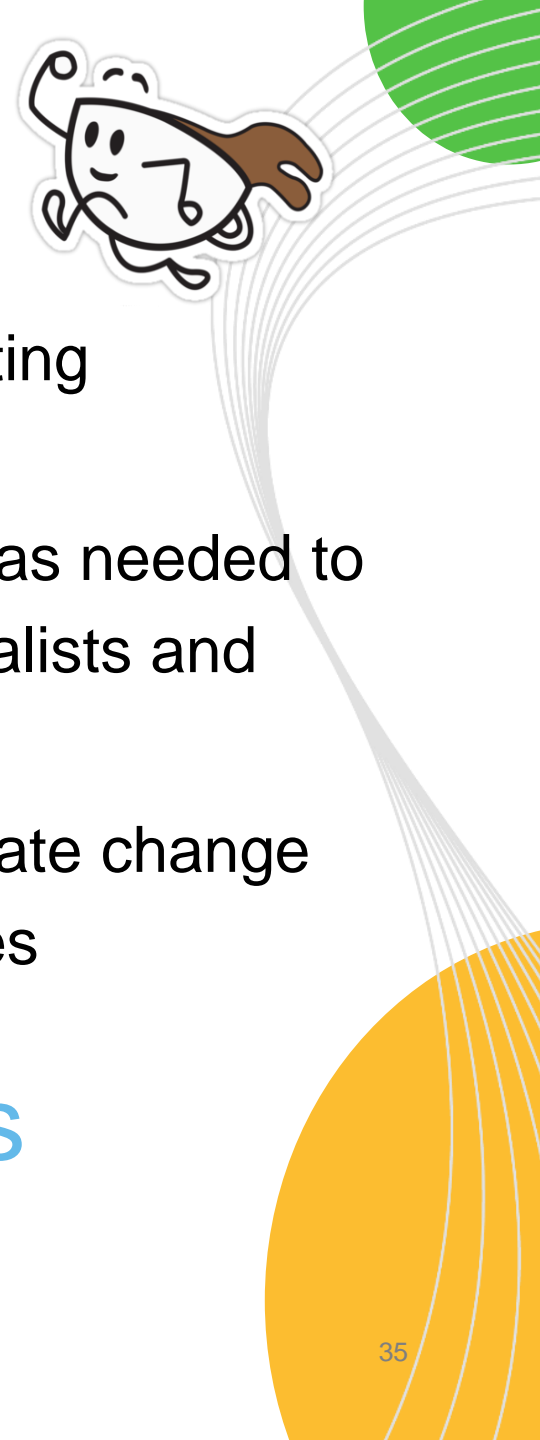 ting
as needed to
alists and
ate change
es
s
35